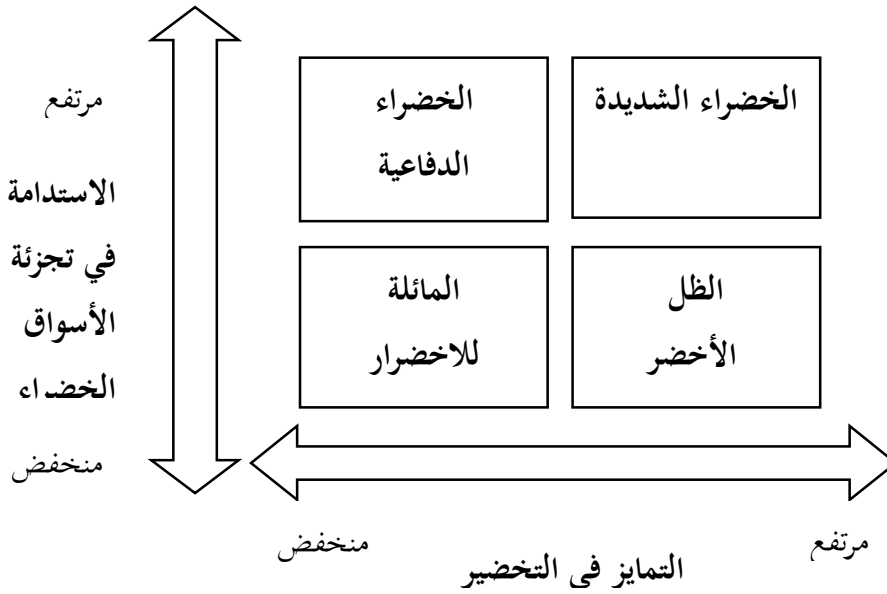 مرتفع
الاستدامة
في تجزئة
الأسواق
الخضراء
منخفض
الخضراء الشديدة
الخضراء
الدفاعية
الظل
الأخضر
المائلة
للاخضرار
مرتفع
منخفض
التمايز في التخضير